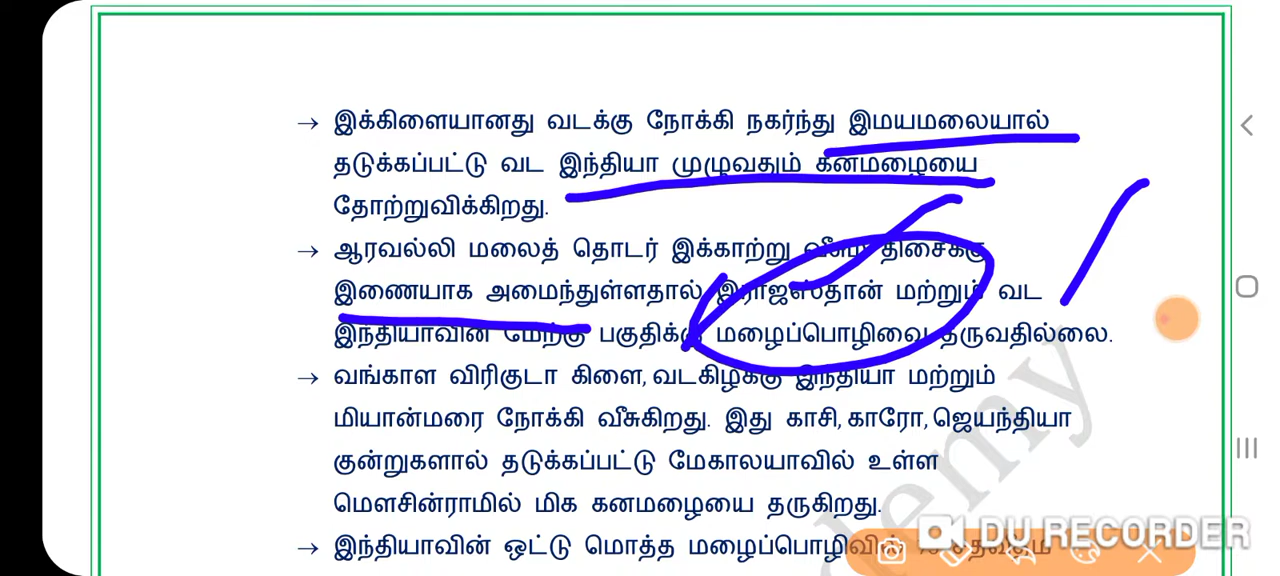 → இக்கிளையானது வடக்கு நோக்கி நகர்ந்து இமயமலையால்
தடுக்கப்பட்டு வட இந்தியா முழுவதும் கனமழையை
தோற்றுவிக்கிறது.
→ ஆரவல்லி மலைத் தொடர் இக்காற்று வீசும் திசைக்கு
இணையாக அமைந்துள்ளதால் இராஜஸ்தான் மற்றும் வட
இந்தியாவின் மேற்கு பகுதிக்கு மழைப்பொழிவை தருவதில்லை.
→ வங்காள விரிகுடா கிளை, வடகிழக்கு இந்தியா மற்றும்
மியான்மரை நோக்கி வீசுகிறது. இது காசி, காரோ, ஜெயந்தியா
குன்றுகளால் தடுக்கப்பட்டு மேகாலயாவில் உள்ள
மௌசின்ராமில் மிக கனமழையை தருகிறது.
→ இந்தியாவின் ஒட்டு மொத்த மழைப்பொழிவில்
DU RECORDER